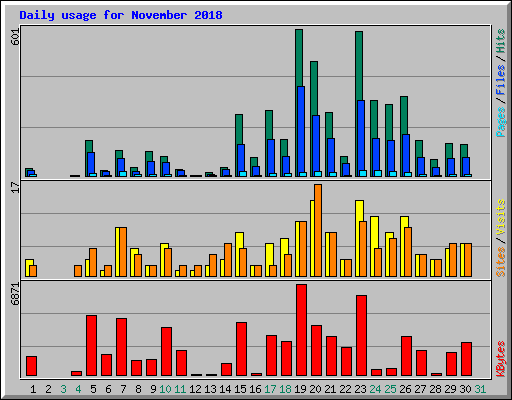 Daily usage for November 2018
601
Pages / Files / Hits
17
Sites / Visits
6871
KBytes
1 2 3 4 5 6 7 8 9 10 11 12 13 14 15 16 17 18 19 20 21 22 23 24 25 26 27 28 29 30 31